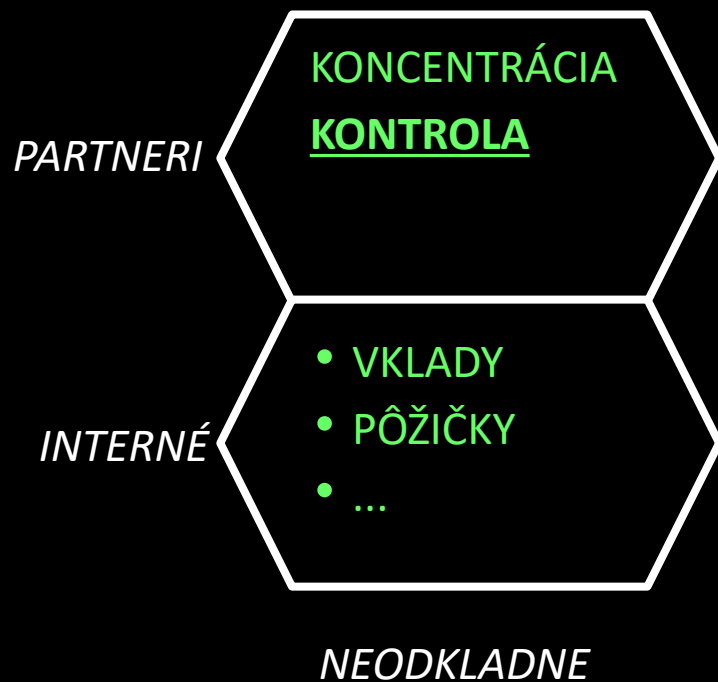 KONCENTRÁCIA
KONTROLA
PARTNERI
• VKLADY
• PÔŽIČKY
• ...
INTERNÉ
NEODKLADNE